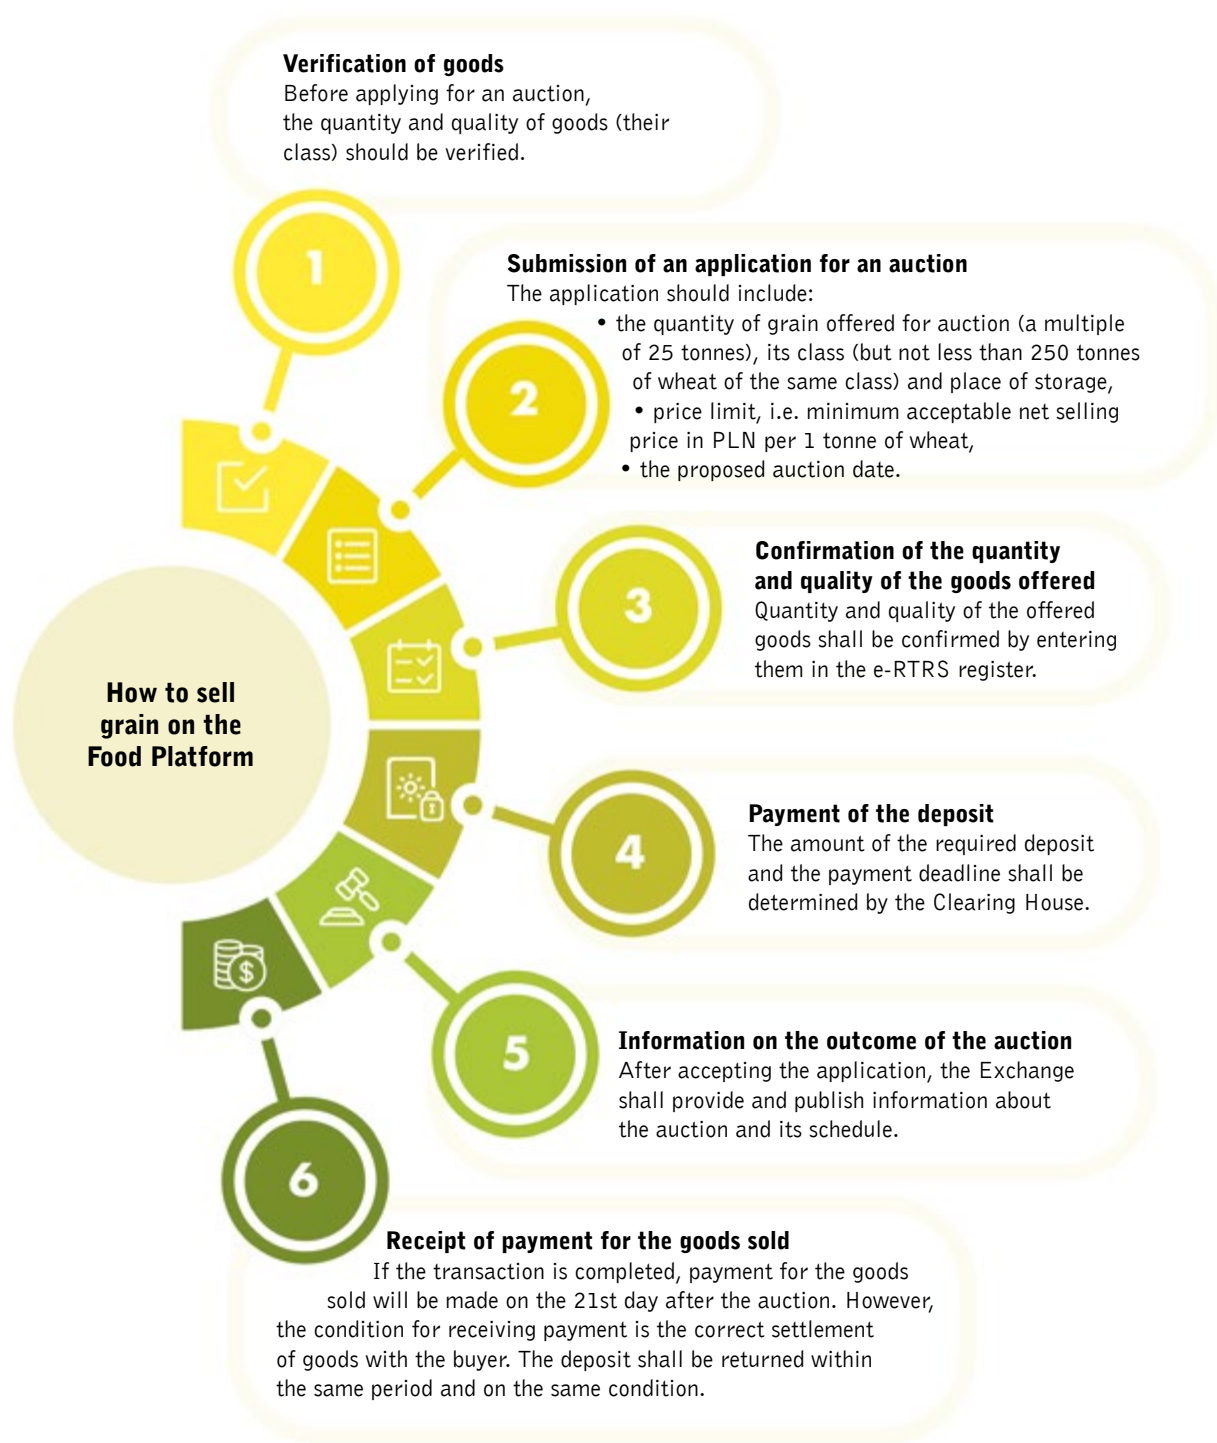 Verification of goods
Before applying for an auction,
the quantity and quality of goods (their
class) should be verified.
1
Submission of an application for an auction
The application should include:
• the quantity of grain offered for auction (a multiple
of 25 tonnes), its class (but not less than 250 tonnes
of wheat of the same class) and place of storage,
• price limit, i.e. minimum acceptable net selling
price in PLN per 1 tonne of wheat,
• the proposed auction date.
2
Confirmation of the quantity
and quality of the goods offered
Quantity and quality of the offered
goods shall be confirmed by entering
them in the e-RTRS register.
3
How to sell
grain on the
Food Platform
Payment of the deposit
The amount of the required deposit
and the payment deadline shall be
determined by the Clearing House.
4
$
Information on the outcome of the auction
After accepting the application, the Exchange
shall provide and publish information about
the auction and its schedule.
5
6
Receipt of payment for the goods sold
If the transaction is completed, payment for the goods
sold will be made on the 21st day after the auction. However,
the condition for receiving payment is the correct settlement
of goods with the buyer. The deposit shall be returned within
the same period and on the same condition.